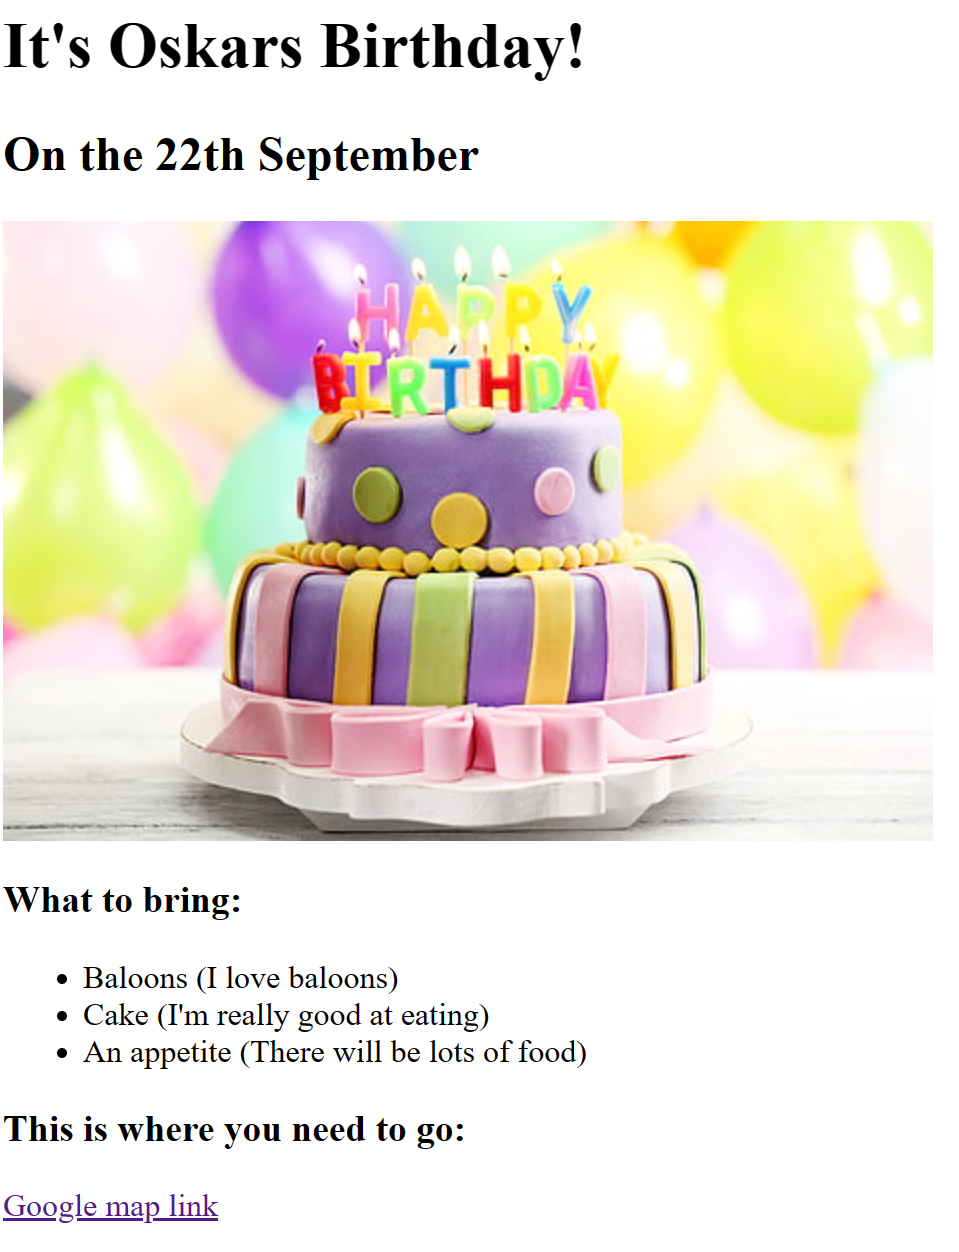 It's Oskars Birthday!
On the 22th September
HAPPY
BIRTHDAY
What to bring:
Baloons (I love baloons)
Cake (I'm really good at eating)
An appetite (There will be lots of food)
This is where you need to go:
Google map link